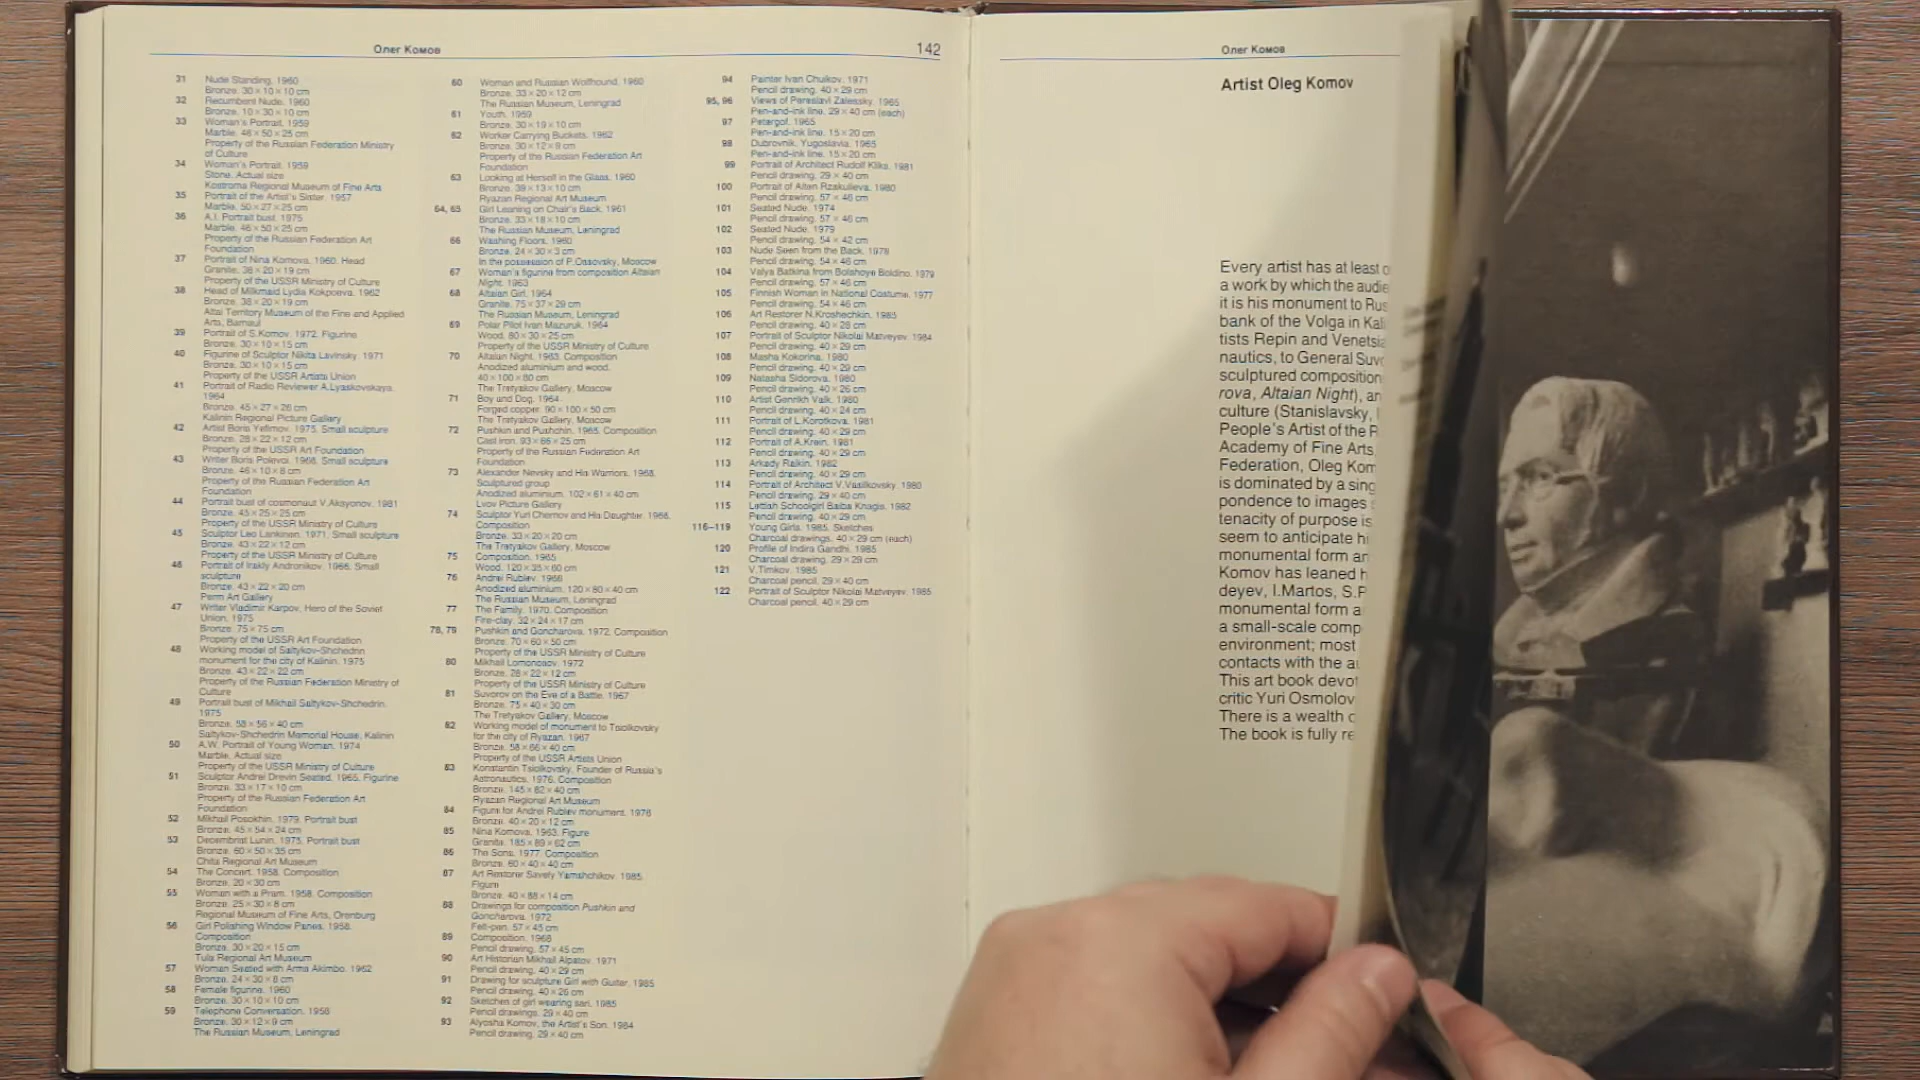 Олег Комов
142
31 Nude Standing. 1960
Bronze. 30×10×10 cm
32 Recumbent Nude. 1960
Bronze. 10×30×10 cm
33 Woman's Portrait. 1959
Marble. 46×50×25 cm
Property of the Russian Federation Ministry
of Culture
34 Woman's Portrait. 1959
Stone. Actual size
Kostroma Regional Museum of Fine Arts
35 Portrait of the Artist's Sister. 1957
Marble. 50×27×25 cm
36 A.I. Portrait bust. 1975
Marble. 46×50×25 cm
Property of the Russian Federation Art
Foundation
37 Portrait of Nina Komova. 1960. Head
Granite. 36×20×19 cm
Property of the USSR Ministry of Culture
38 Head of Milkmaid Lydia Kokpoeva. 1962
Bronze. 38×20×19 cm
Altai Territory Museum of the Fine and Applied
Arts, Barnaul
39 Portrait of S.Komov. 1972. Figurine
Bronze. 30×10×15 cm
40 Figurine of Sculptor Nikita Lavinsky. 1971
Bronze. 30×10×15 cm
Property of the USSR Artists Union
41 Portrait of Radio Reviewer A.Lyaskovskaya.
1964
Bronze. 45×27×26 cm
Kalinin Regional Picture Gallery
42 Artist Boris Yefimov. 1975. Small sculpture
Bronze. 28×22×12 cm
Property of the USSR Art Foundation
43 Writer Boris Polevoi. 1966. Small sculpture
Bronze. 46×10×8 cm
Property of the Russian Federation Art
Foundation
44 Portrait bust of cosmonaut V.Aksyonov. 1981
Bronze. 45×25×25 cm
Property of the USSR Ministry of Culture
45 Sculptor Leo Lankinen. 1971. Small sculpture
Bronze. 43×22×12 cm
Property of the USSR Ministry of Culture
46 Portrait of Irakly Andronikov. 1966. Small
sculpture
Bronze. 43×22×20 cm
Perm Art Gallery
47 Writer Vladimir Karpov, Hero of the Soviet
Union. 1975
Bronze. 75×75 cm
Property of the USSR Art Foundation
48 Working model of Saltykov-Shchedrin
monument for the city of Kalinin. 1975
Bronze. 43×22×22 cm
Property of the Russian Federation Ministry of
Culture
49 Portrait bust of Mikhail Saltykov-Shchedrin.
1975
Bronze. 58×56×40 cm
Saltykov-Shchedrin Memorial House, Kalinin
50 A.W. Portrait of Young Woman. 1974
Marble. Actual size
Property of the USSR Ministry of Culture
51 Sculptor Andrei Drevin Seated. 1965. Figurine
Bronze. 33×17×10 cm
Property of the Russian Federation Art
Foundation
52 Mikhail Posokhin. 1979. Portrait bust
Bronze. 45×54×24 cm
53 Decembrist Lunin. 1975. Portrait bust
Bronze. 60×50×35 cm
Chita Regional Art Museum
54 The Concert. 1958. Composition
Bronze. 20×30 cm
55 Woman with a Pram. 1958. Composition
Bronze. 25×30×8 cm
Regional Museum of Fine Arts, Orenburg
56 Girl Polishing Window Panes. 1958.
Composition
Bronze. 30×20×15 cm
Tula Regional Art Museum
57 Woman Seated with Arms Akimbo. 1962
Bronze. 24×30×8 cm
58 Female figurine. 1960
Bronze. 30×10×10 cm
59 Telephone Conversation. 1958
Bronze. 30×12×9 cm
The Russian Museum, Leningrad
60 Woman and Russian Wolfhound. 1960
Bronze. 33×20×12 cm
The Russian Museum, Leningrad
61 Youth. 1959
Bronze. 30×19×10 cm
62 Worker Carrying Buckets. 1962
Bronze. 30×12×9 cm
Property of the Russian Federation Art
Foundation
63 Looking at Herself in the Glass. 1960
Bronze. 39×13×10 cm
Ryazan Regional Art Museum
64, 65 Girl Leaning on Chair's Back. 1961
Bronze. 33×18×10 cm
The Russian Museum, Leningrad
66 Washing Floors. 1960
Bronze. 24×30×3 cm
In the possession of P.Ossovsky, Moscow
67 Woman's figurine from composition Altaian
Night. 1963
68 Altaian Girl. 1964
Granite. 75×37×29 cm
The Russian Museum, Leningrad
69 Polar Pilot Ivan Mazuruk. 1964
Wood. 80×30×25 cm
Property of the USSR Ministry of Culture
70 Altaian Night. 1963. Composition
Anodized aluminium and wood.
40×100×80 cm
The Tretyakov Gallery, Moscow
71 Boy and Dog. 1964
Forged copper. 90×100×50 cm
The Tretyakov Gallery, Moscow
72 Pushkin and Pushchin. 1965. Composition
Cast iron. 93×66×25 cm
Property of the Russian Federation Art
Foundation
73 Alexander Nevsky and His Warriors. 1968.
Sculptured group
Anodized aluminium. 102×61×40 cm
Lvov Picture Gallery
74 Sculptor Yuri Chernov and His Daughter. 1968.
Composition
Bronze. 33×20×20 cm
The Tretyakov Gallery, Moscow
75 Composition. 1965
Wood. 120×35×60 cm
76 Andrei Rublev. 1966
Anodized aluminium. 120×80×40 cm
The Russian Museum, Leningrad
77 The Family. 1970. Composition
Fire-clay. 32×24×17 cm
78, 79 Pushkin and Goncharova. 1972. Composition
Bronze. 70×60×50 cm
Property of the USSR Ministry of Culture
80 Mikhail Lomonosov. 1972
Bronze. 26×22×12 cm
Property of the USSR Ministry of Culture
81 Suvorov on the Eve of a Battle. 1967
Bronze. 75×40×30 cm
The Tretyakov Gallery, Moscow
82 Working model of monument to Tsiolkovsky
for the city of Ryazan. 1967
Bronze. 58×66×40 cm
Property of the USSR Artists Union
83 Konstantin Tsiolkovsky, Founder of Russia's
Astronautics. 1976. Composition
Bronze. 145×82×40 cm
Ryazan Regional Art Museum
84 Figure for Andrei Rublev monument. 1976
Bronze. 40×20×12 cm
85 Nina Komova. 1963. Figure
Granite. 185×89×62 cm
86 The Sons. 1977. Composition
Bronze. 60×40×40 cm
87 Art Restorer Savely Yamshchikov. 1985.
Figure
Bronze. 40×88×14 cm
88 Drawings for composition Pushkin and
Goncharova. 1972
Felt-pen. 57×45 cm
89 Composition. 1968
Pencil drawing. 57×45 cm
90 Art Historian Mikhail Alpatov. 1971
Pencil drawing. 40×29 cm
91 Drawing for sculpture Girl with Guitar. 1985
Pencil drawing. 40×26 cm
92 Sketches of girl wearing sari. 1985
Pencil drawings. 29×40 cm
93 Alyosha Komov, the Artist's Son. 1984
Pencil drawing. 29×40 cm
94 Painter Ivan Chuikov. 1971
Pencil drawing. 40×29 cm
95, 96 Views of Pereslavl Zalessky. 1965
Pen-and-ink line. 29×40 cm (each)
97 Petergof. 1965
Pen-and-ink line. 15×20 cm
98 Dubrovnik. Yugoslavia. 1965
Pen-and-ink line. 15×20 cm
99 Portrait of Architect Rudolf Klika. 1981
Pencil drawing. 29×40 cm
100 Portrait of Alten Rzakulieva. 1980
Pencil drawing. 57×46 cm
101 Seated Nude. 1974
Pencil drawing. 57×46 cm
102 Seated Nude. 1979
Pencil drawing. 54×42 cm
103 Nude Seen from the Back. 1978
Pencil drawing. 54×46 cm
104 Valya Batkina from Bolshoye Boldino. 1979
Pencil drawing. 57×46 cm
105 Finnish Woman in National Costume. 1977
Pencil drawing. 54×46 cm
106 Art Restorer N.Kroshechkin. 1985
Pencil drawing. 40×28 cm
107 Portrait of Sculptor Nikolai Matveyev. 1984
Pencil drawing. 40×29 cm
108 Masha Kokorina. 1980
Pencil drawing. 40×29 cm
109 Natasha Sidorova. 1980
Pencil drawing. 40×26 cm
110 Artist Genrikh Valk. 1980
Pencil drawing. 40×24 cm
111 Portrait of L.Korotkova. 1981
Pencil drawing. 40×29 cm
112 Portrait of A.Krein. 1981
Pencil drawing. 40×29 cm
113 Arkady Raikin. 1982
Pencil drawing. 40×29 cm
114 Portrait of Architect V.Vasilkovsky. 1980
Pencil drawing. 29×40 cm
115 Lettish Schoolgirl Baiba Knagis. 1982
Pencil drawing. 40×29 cm
116–119 Young Girls. 1985. Sketches
Charcoal drawings. 40×29 cm (each)
120 Profile of Indira Gandhi. 1985
Charcoal drawing. 29×29 cm
121 V.Timkov. 1985
Charcoal pencil. 29×40 cm
122 Portrait of Sculptor Nikolai Matveyev. 1985
Charcoal pencil. 40×29 cm
Олег Комов
Artist Oleg Komov
Every artist has at least
a work by which the audie
it is his monument to Rus
bank of the Volga in Kal
tists Repin and Venetsia
nautics, to General Suvo
sculptured composition
rova, Altaian Night), an
culture (Stanislavsky,
People's Artist of the R
Academy of Fine Arts,
Federation, Oleg Kom
is dominated by a sing
pondence to images
tenacity of purpose is
seem to anticipate hi
monumental form an
Komov has leaned h
deyev, I.Martos, S.P
monumental form a
a small-scale comp
environment; most
contacts with the a
This art book devo
critic Yuri Osmolov
There is a wealth o
The book is fully re